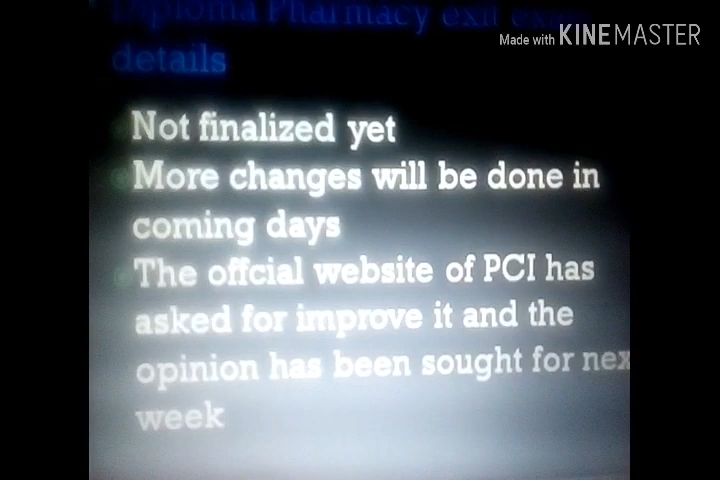 Diploma Pharmacy exit exam
details
Made with KINEMASTER
Not finalized yet
More changes will be done in
coming days
The offcial website of PCI has
asked for improve it and the
opinion has been sought for nex
week